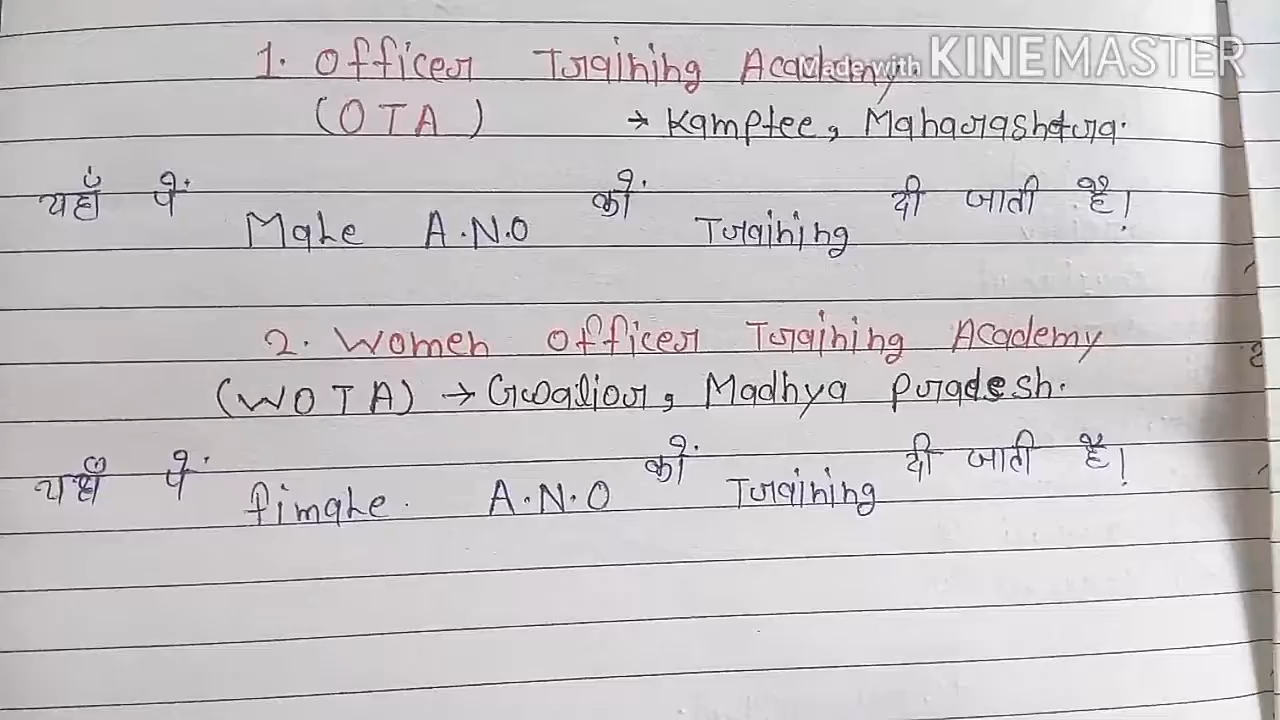 1. Officer Training Academy.
Made with KINEMASTER
(OTA) → Kamptee, Maharashtra.
यहाँ पे Male A.N.O को Training दी जाती है।
2. Women Officer Training Academy
(WOTA) → Gwalior, Madhya Pradesh.
यहाँ पे fimale. A.N.O को Training दी जाती है।